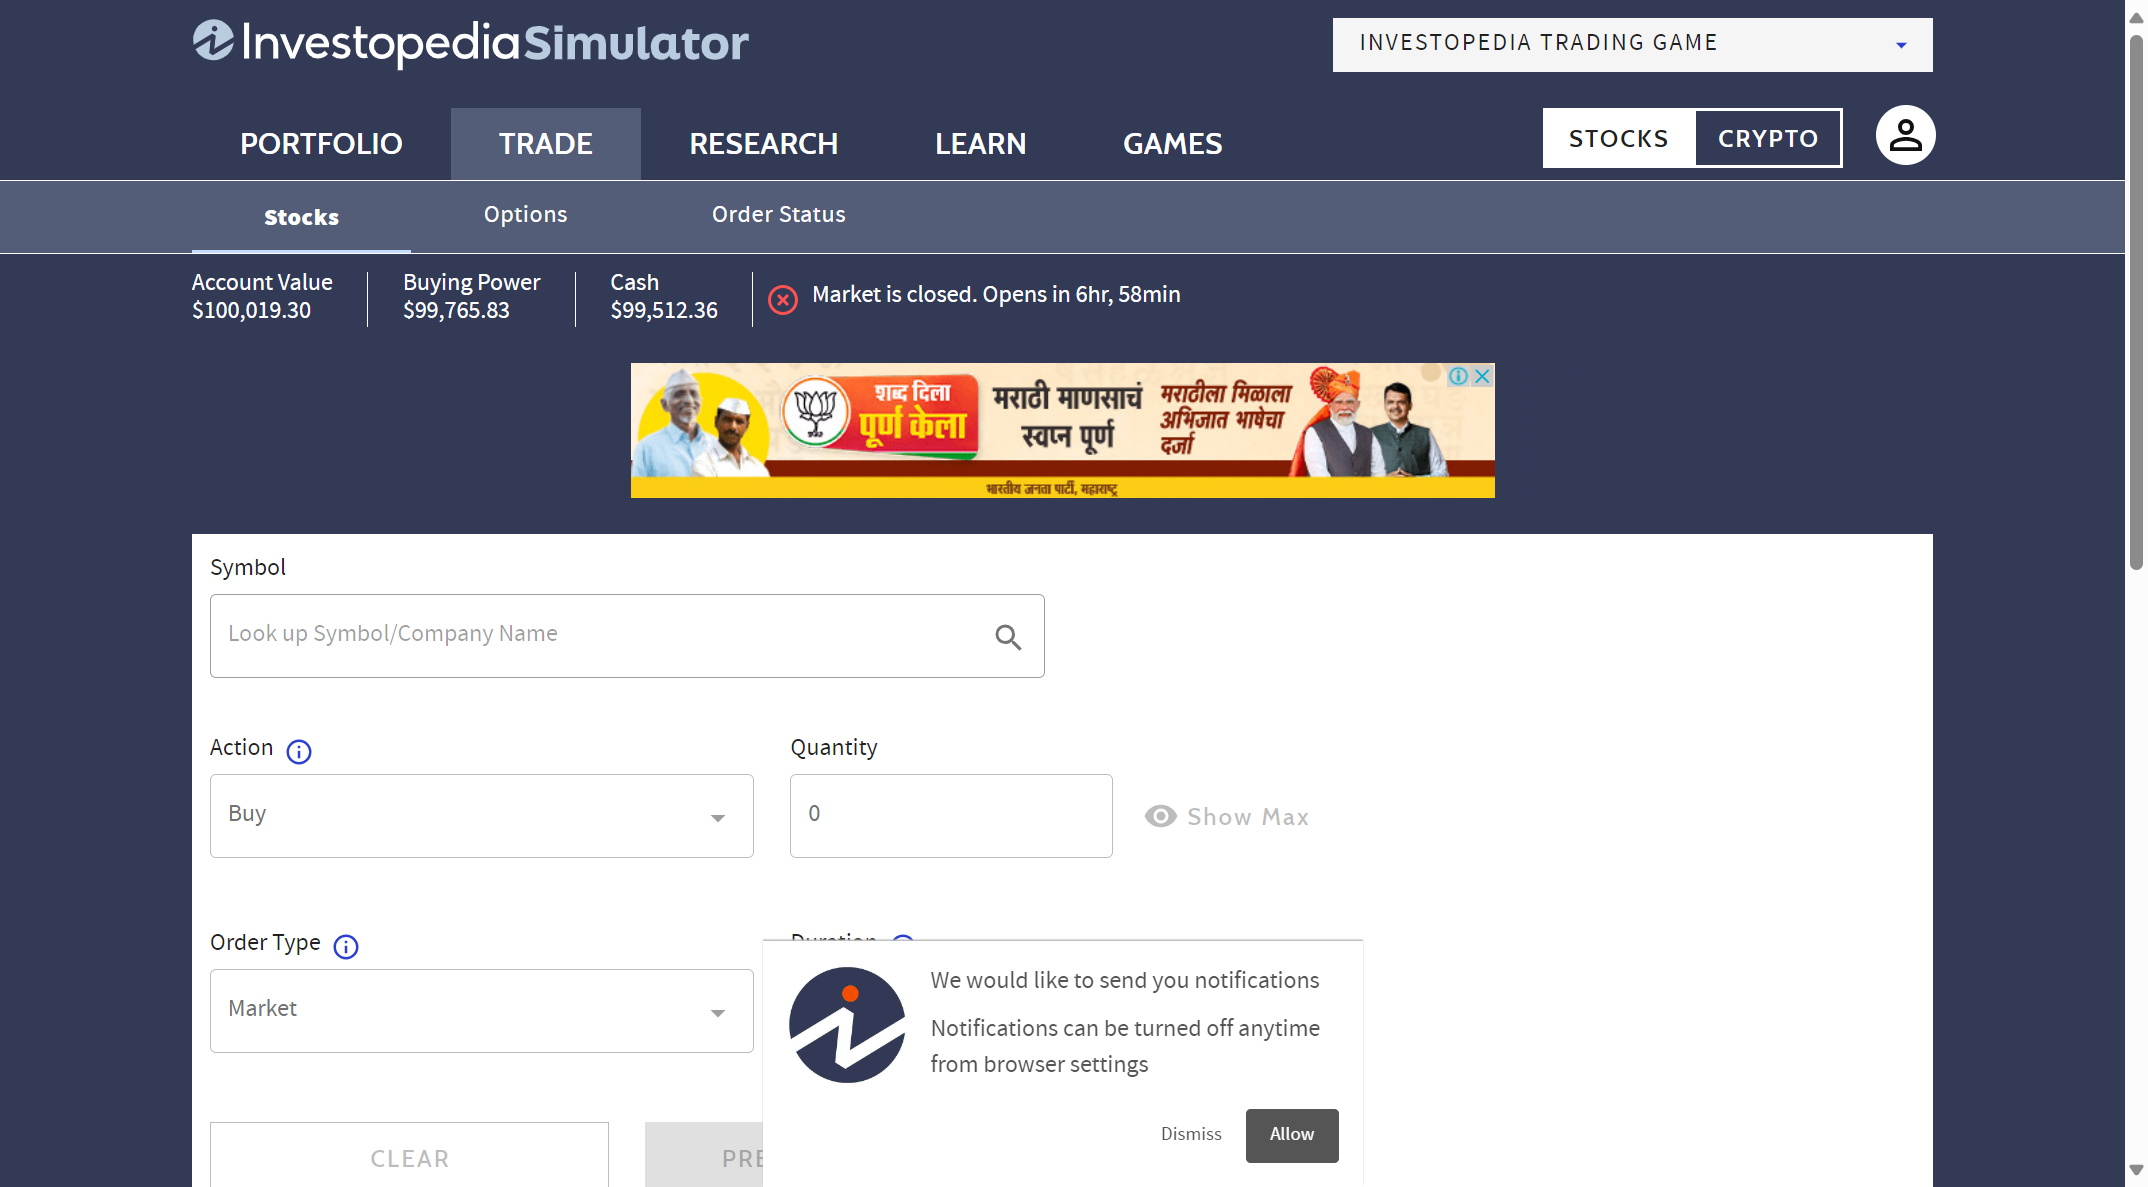 InvestopediaSimulator
INVESTOPEDIA TRADING GAME
PORTFOLIO
TRADE
RESEARCH
LEARN
GAMES
STOCKS
CRYPTO
Stocks
Options
Order Status
Account Value
$100,019.30
Buying Power
$99,765.83
Cash
$99,512.36
Market is closed. Opens in 6hr, 58min
शब्द दिला
पूर्ण केला
मराठी माणसाचं
स्वप्न पूर्ण
मराठीला मिळाला
अभिजात भाषेचा
दर्जा
भारतीय जनता पार्टी, महाराष्ट्र
Symbol
Look up Symbol/Company Name
Action
Buy
Quantity
0
Show Max
Order Type
Market
We would like to send you notifications
Notifications can be turned off anytime
from browser settings
Dismiss
Allow
CLEAR
PRE